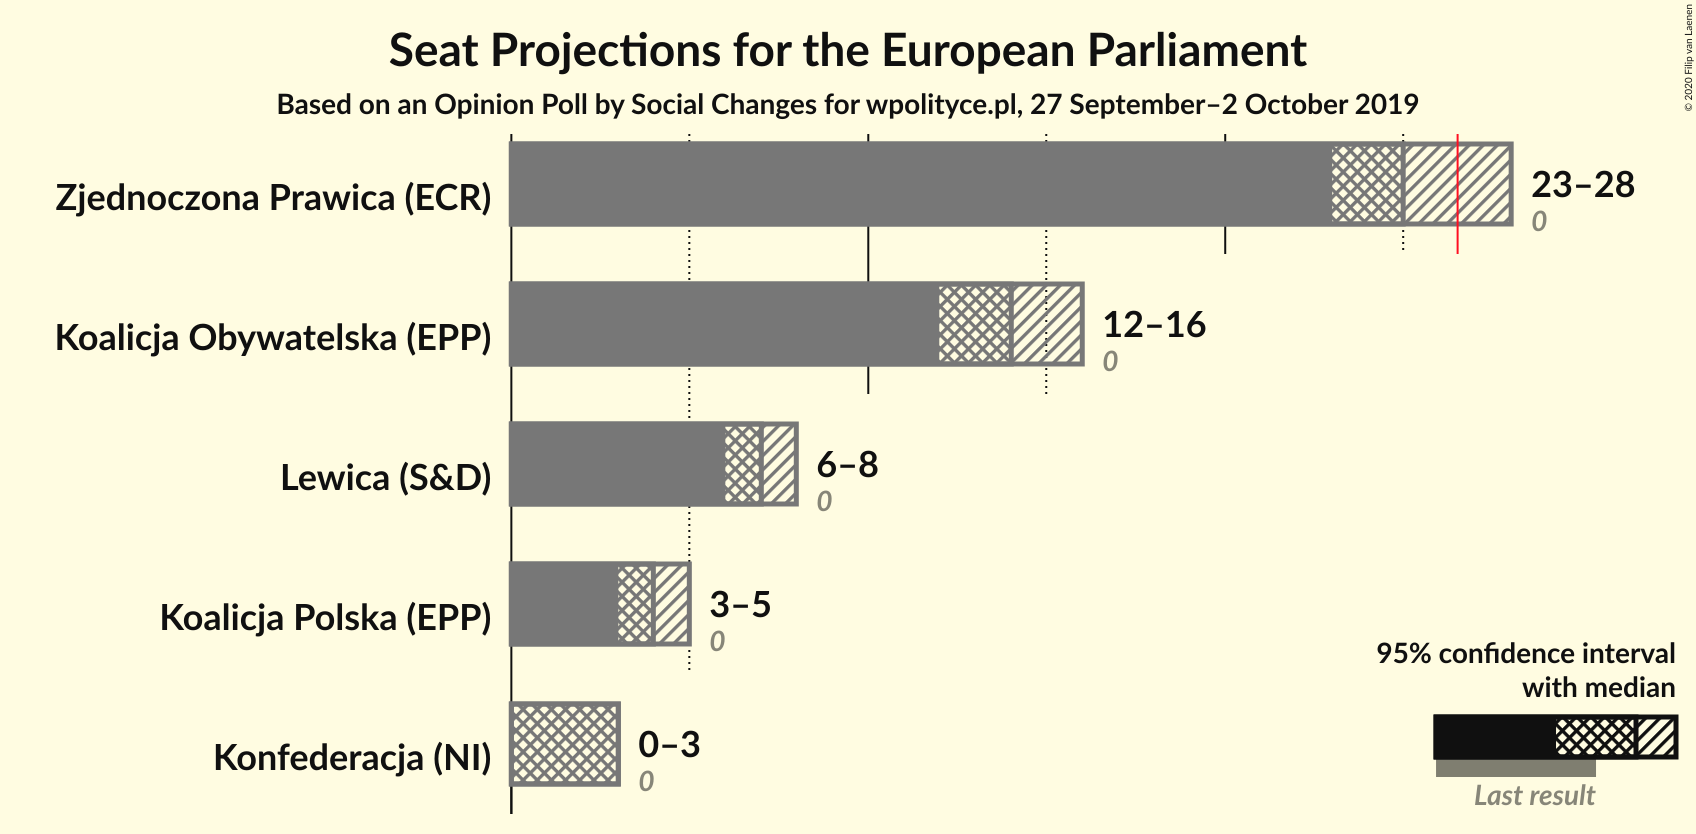 Seat Projections for the European Parliament
Based on an Opinion Poll by Social Changes for wpolityce.pl, 27 September–2 October 2019
© 2020 Filip van Laenen
Zjednoczona Prawica (ECR)
23–28
0
Koalicja Obywatelska (EPP)
12–16
0
Lewica (S&D)
6–8
0
Koalicja Polska (EPP)
3–5
0
Konfederacja (NI)
0–3
0
95% confidence interval
with median
Last result